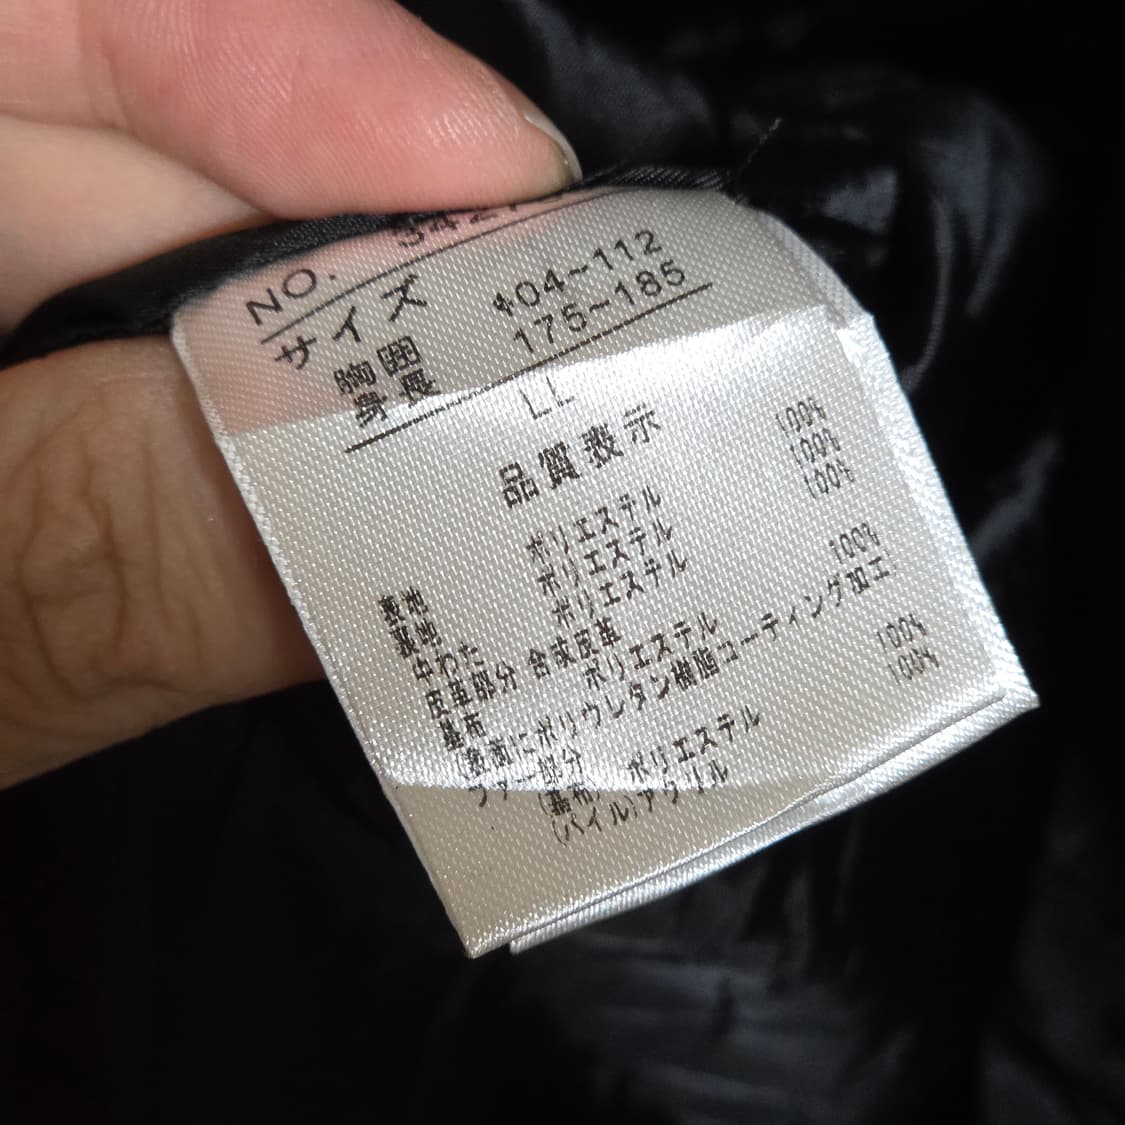 NO.
サイズ
胸囲 104~112
身長 175~185
LL
品質表示
表地 ポリエステル 100%
裏地 ポリエステル 100%
中わた ポリエステル 100%
皮革部分 合成皮革
基布 ポリエステル 100%
(表面にポリウレタン樹脂コーティング加工
ファー部分
(基布) ポリエステル 100%
(パイル)アクリル 100%